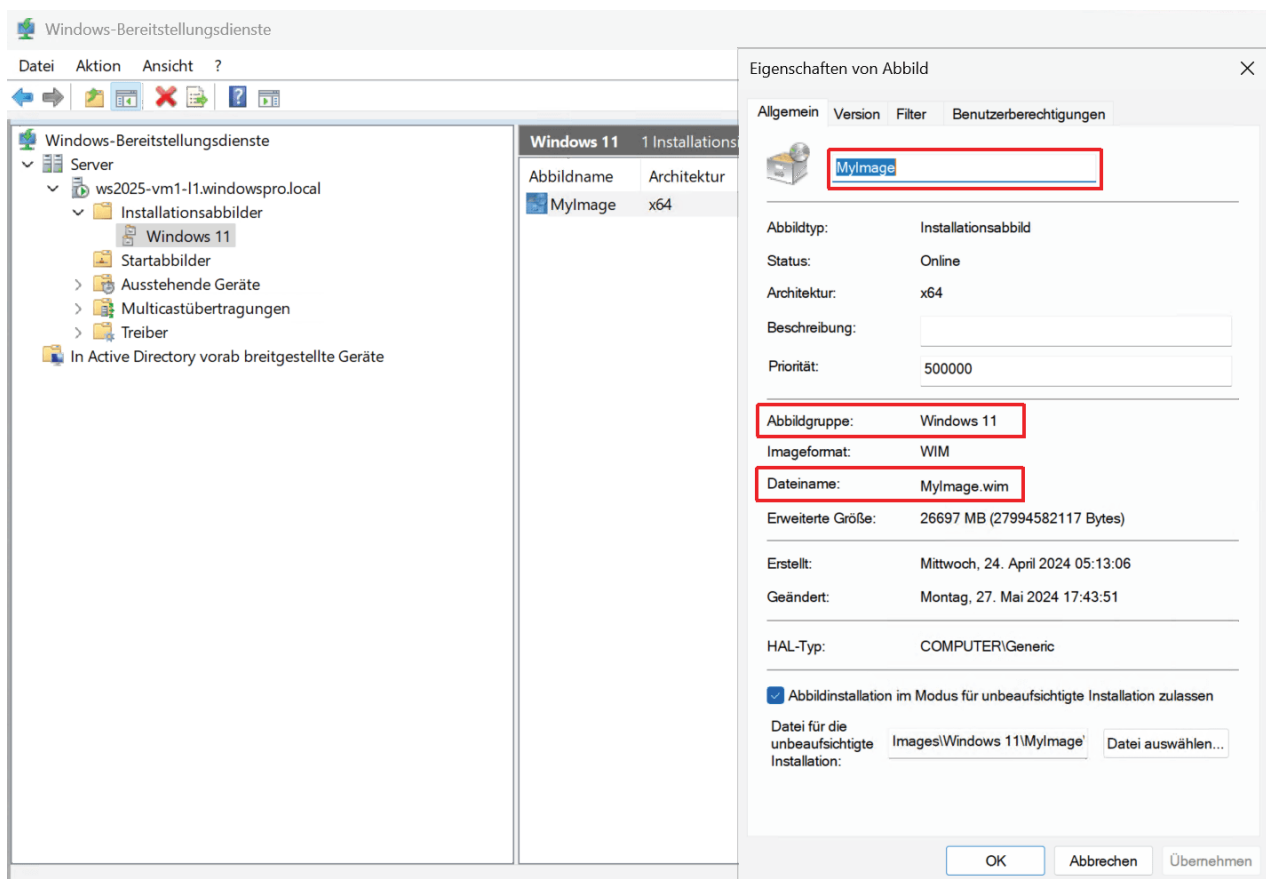 Windows-Bereitstellungsdienste
Datei Aktion Ansicht ?
Windows-Bereitstellungsdienste
Server
ws2025-vm1-l1.windowspro.local
Installationsabbilder
Windows 11
Startabbilder
Ausstehende Geräte
Multicastübertragungen
Treiber
In Active Directory vorab breitgestellte Geräte
Windows 11 1 Installations
Abbildname Architektur
MyImage x64
Eigenschaften von Abbild
Allgemein Version Filter Benutzerberechtigungen
MyImage
Abbildtyp: Installationsabbild
Status: Online
Architektur: x64
Beschreibung:
Priorität: 500000
Abbildgruppe: Windows 11
Imageformat: WIM
Dateiname: MyImage.wim
Erweiterte Größe: 26697 MB (27994582117 Bytes)
Erstellt: Mittwoch, 24. April 2024 05:13:06
Geändert: Montag, 27. Mai 2024 17:43:51
HAL-Typ: COMPUTER\Generic
Abbildinstallation im Modus für unbeaufsichtigte Installation zulassen
Datei für die
unbeaufsichtigte
Installation:
Images\Windows 11\MyImage
Datei auswählen...
OK Abbrechen Übernehmen